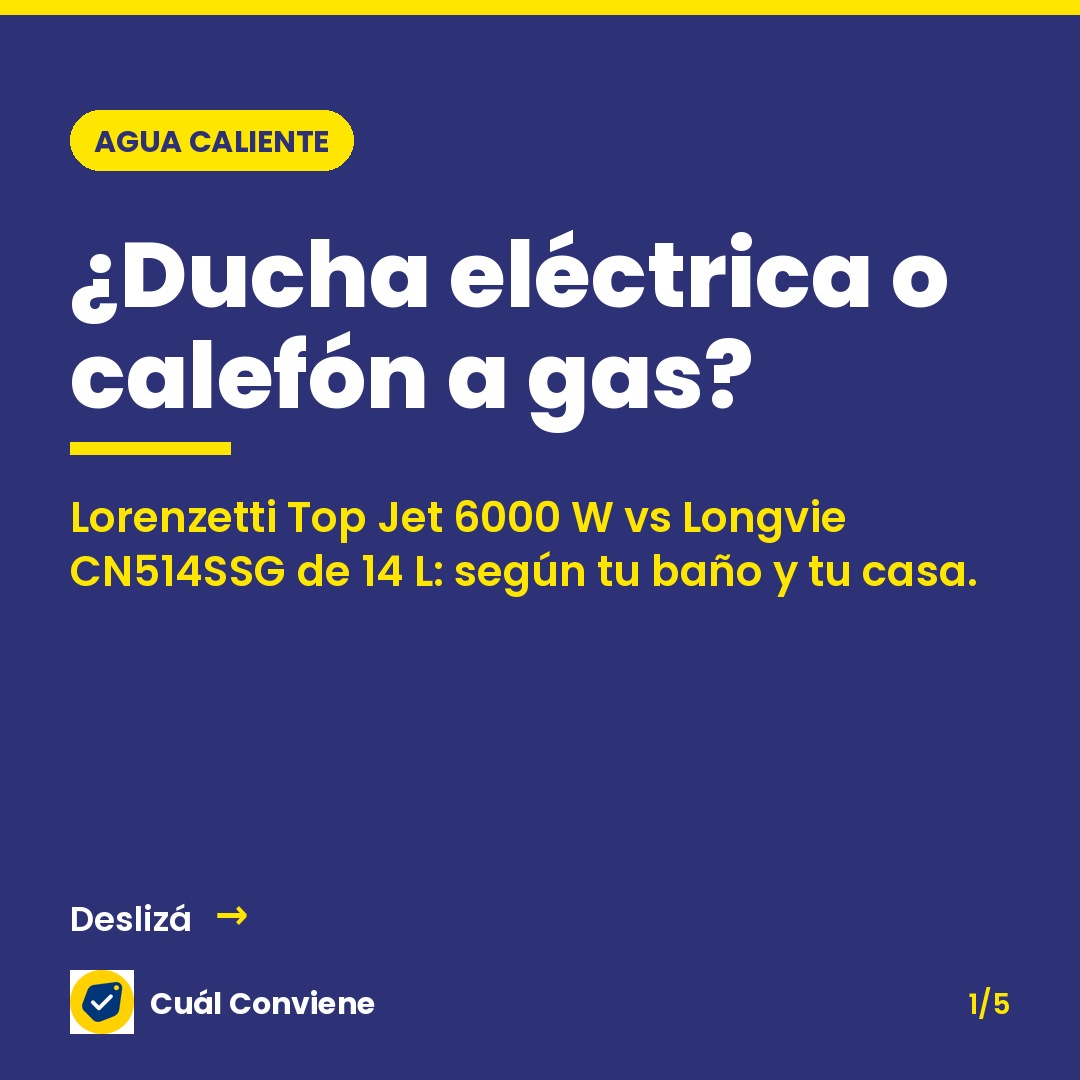 AGUA CALIENTE
¿Ducha eléctrica o
calefón a gas?
Lorenzetti Top Jet 6000 W vs Longvie
CN514SSG de 14 L: según tu baño y tu casa.
Deslizá →
Cuál Conviene
1/5